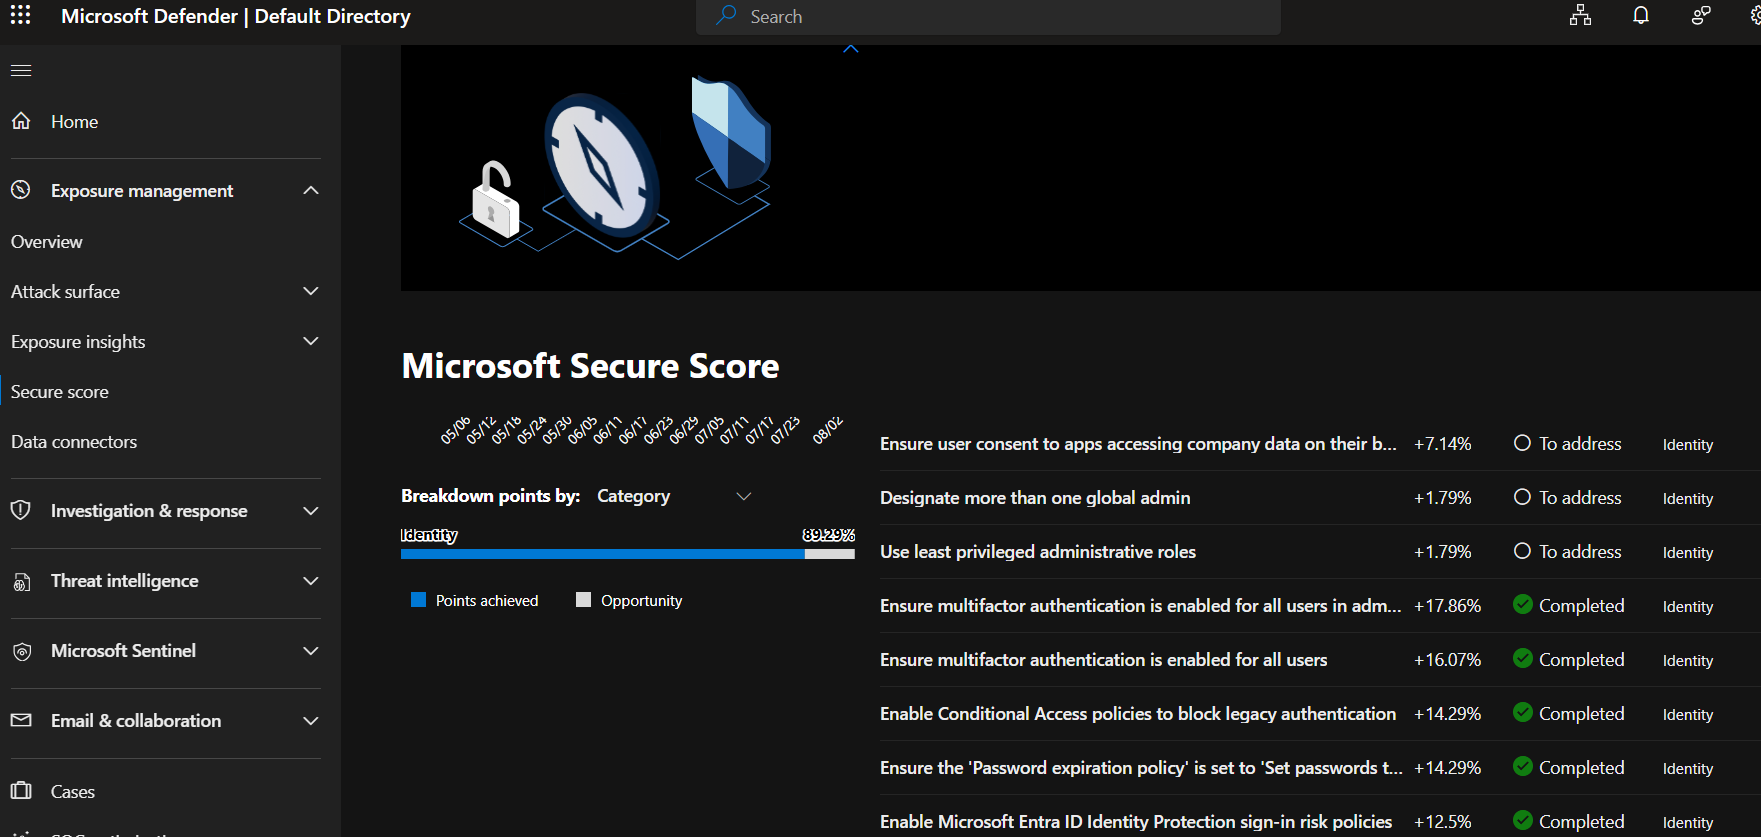 Microsoft Defender | Default Directory
Search
Home
Exposure management
Overview
Attack surface
Exposure insights
Secure score
Data connectors
Investigation & response
Threat intelligence
Microsoft Sentinel
Email & collaboration
Cases
Microsoft Secure Score
05/06 05/12 05/18 05/24 05/30 06/05 06/11 06/17 06/23 06/29 07/05 07/11 07/17 07/23 08/02
Breakdown points by: Category
Identity 89.29%
Points achieved Opportunity
Ensure user consent to apps accessing company data on their b... +7.14% To address Identity
Designate more than one global admin +1.79% To address Identity
Use least privileged administrative roles +1.79% To address Identity
Ensure multifactor authentication is enabled for all users in adm... +17.86% Completed Identity
Ensure multifactor authentication is enabled for all users +16.07% Completed Identity
Enable Conditional Access policies to block legacy authentication +14.29% Completed Identity
Ensure the 'Password expiration policy' is set to 'Set passwords t... +14.29% Completed Identity
Enable Microsoft Entra ID Identity Protection sign-in risk policies +12.5% Completed Identity